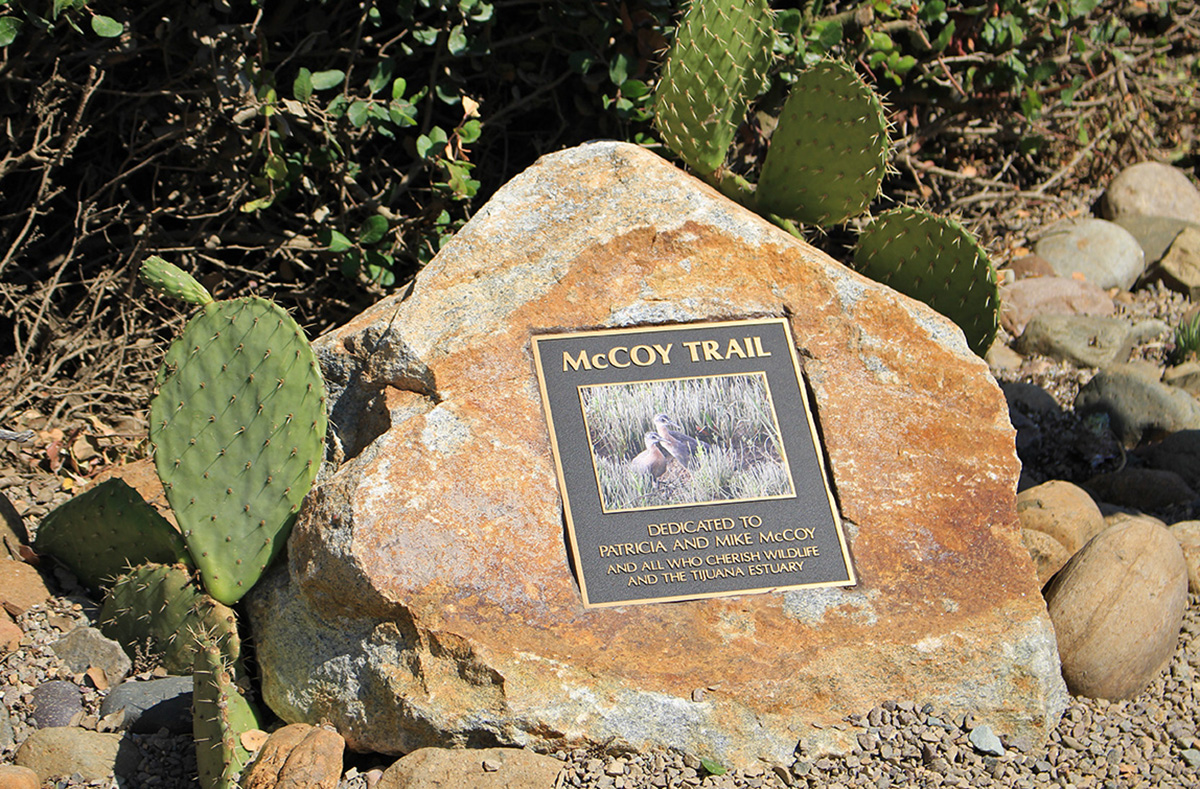 McCOY TRAIL
DEDICATED TO
PATRICIA AND MIKE McCOY
AND ALL WHO CHERISH WILDLIFE
AND THE TIJUANA ESTUARY